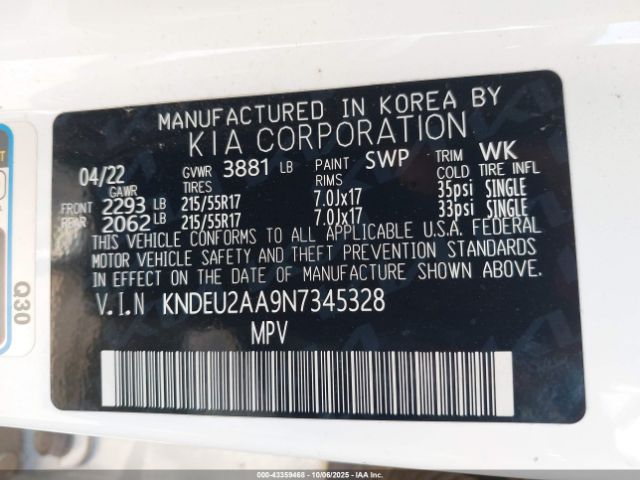 MANUFACTURED IN KOREA BY
KIA CORPORATION
04/22 GVWR 3881 LB PAINT SWP TRIM WK
GAWR TIRES RIMS COLD TIRE INFL
FRONT 2293 LB 215/55R17 7.0Jx17 35psi SINGLE
REAR 2062 LB 215/55R17 7.0Jx17 33psi SINGLE
THIS VEHICLE CONFORMS TO ALL APPLICABLE U.S.A. FEDERAL
MOTOR VEHICLE SAFETY AND THEFT PREVENTION STANDARDS
IN EFFECT ON THE DATE OF MANUFACTURE SHOWN ABOVE.
V.I.N KNDEU2AA9N7345328
MPV
Q30
000-43359468 | 10/06/2025 | Copyright © IAA, LLC